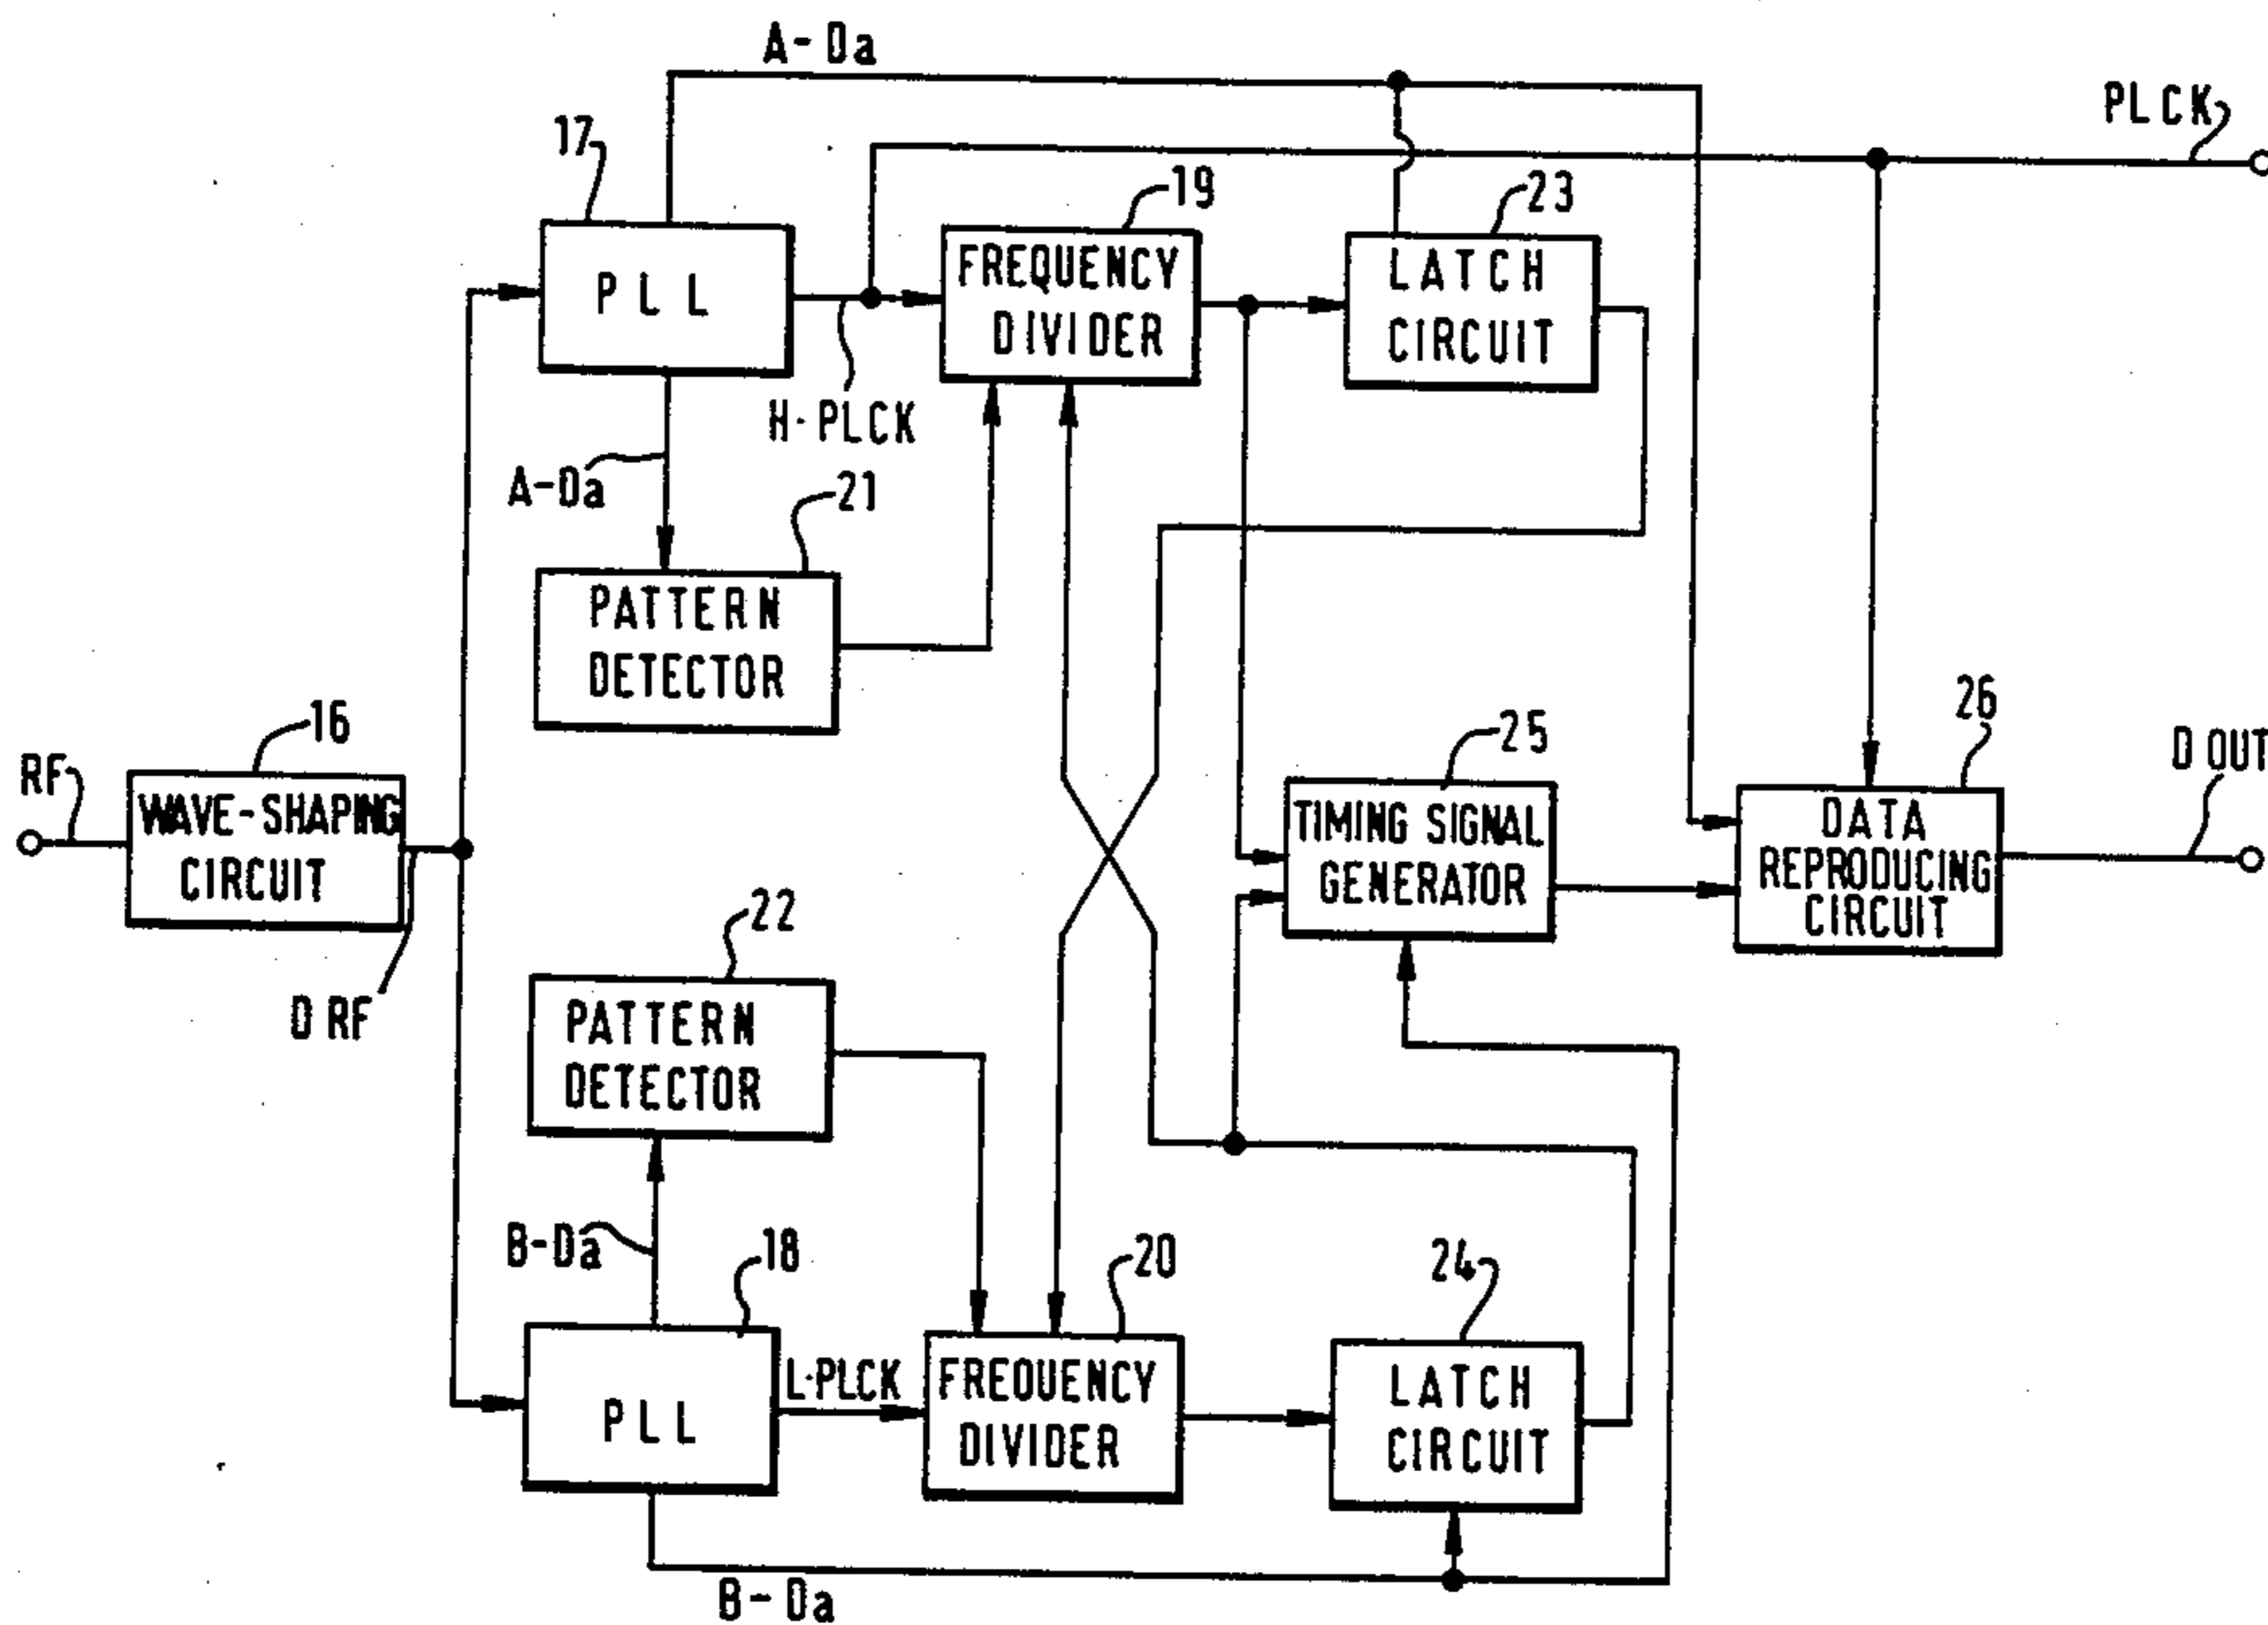 A-Da
PLCK
17
19
23
PLL
FREQUENCY
DIVIDER
LATCH
CIRCUIT
H-PLCK
A-Da
21
PATTERN
DETECTOR
16
RF
WAVE-SHAPING
CIRCUIT
D RF
25
TIMING SIGNAL
GENERATOR
26
DATA
REPRODUCING
CIRCUIT
D OUT
22
PATTERN
DETECTOR
B-Da
18
PLL
L-PLCK
20
FREQUENCY
DIVIDER
24
LATCH
CIRCUIT
B-Da